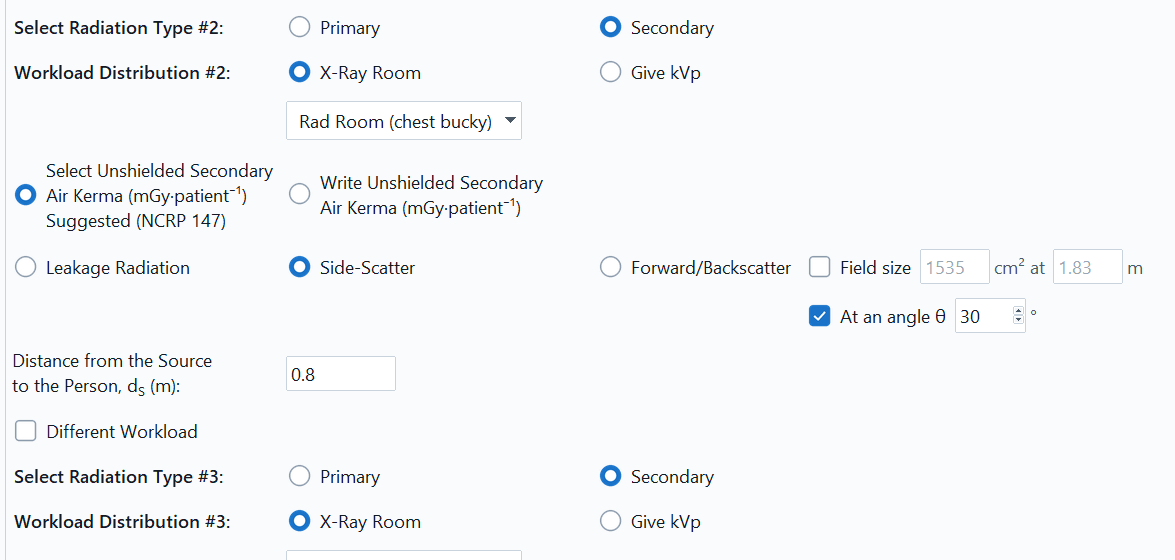 Select Radiation Type #2: Primary Secondary
Workload Distribution #2: X-Ray Room Give kVp
Rad Room (chest bucky)
Select Unshielded Secondary
Air Kerma (mGy·patient⁻¹)
Suggested (NCRP 147)
Write Unshielded Secondary
Air Kerma (mGy·patient⁻¹)
Leakage Radiation Side-Scatter Forward/Backscatter Field size 1535 cm² at 1.83 m
At an angle θ 30 °
Distance from the Source
to the Person, dₛ (m):
0.8
Different Workload
Select Radiation Type #3: Primary Secondary
Workload Distribution #3: X-Ray Room Give kVp